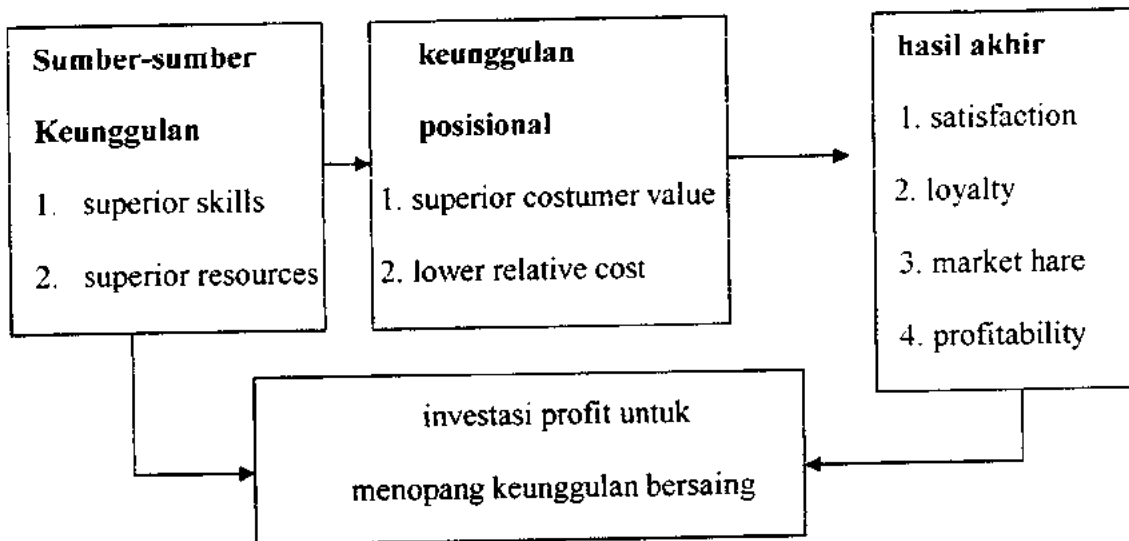 Sumber-sumber
Keunggulan
1. superior skills
2. superior resources
keunggulan
posisional
1. superior costumer value
2. lower relative cost
hasil akhir
1. satisfaction
2. loyalty
3. market hare
4. profitability
investasi profit untuk
menopang keunggulan bersaing